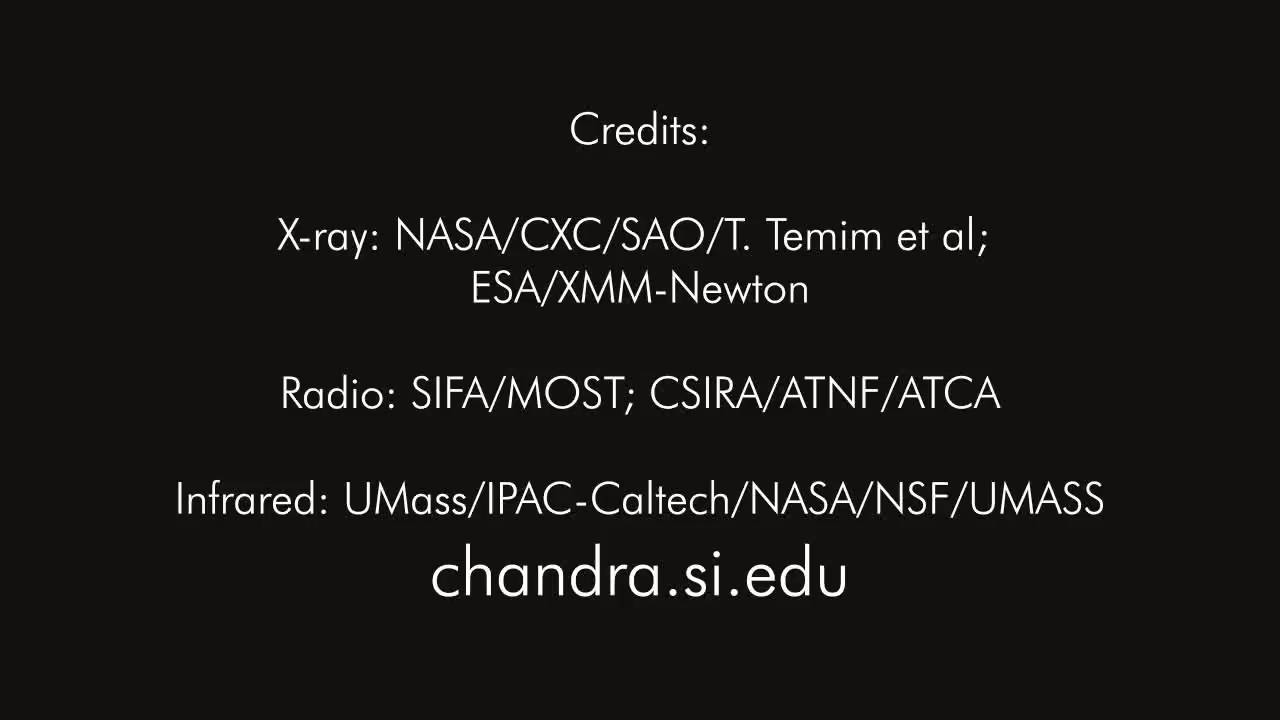 Credits:
X-ray: NASA/CXC/SAO/T. Temim et al;
ESA/XMM-Newton
Radio: SIFA/MOST; CSIRA/ATNF/ATCA
Infrared: UMass/IPAC-Caltech/NASA/NSF/UMASS
chandra.si.edu